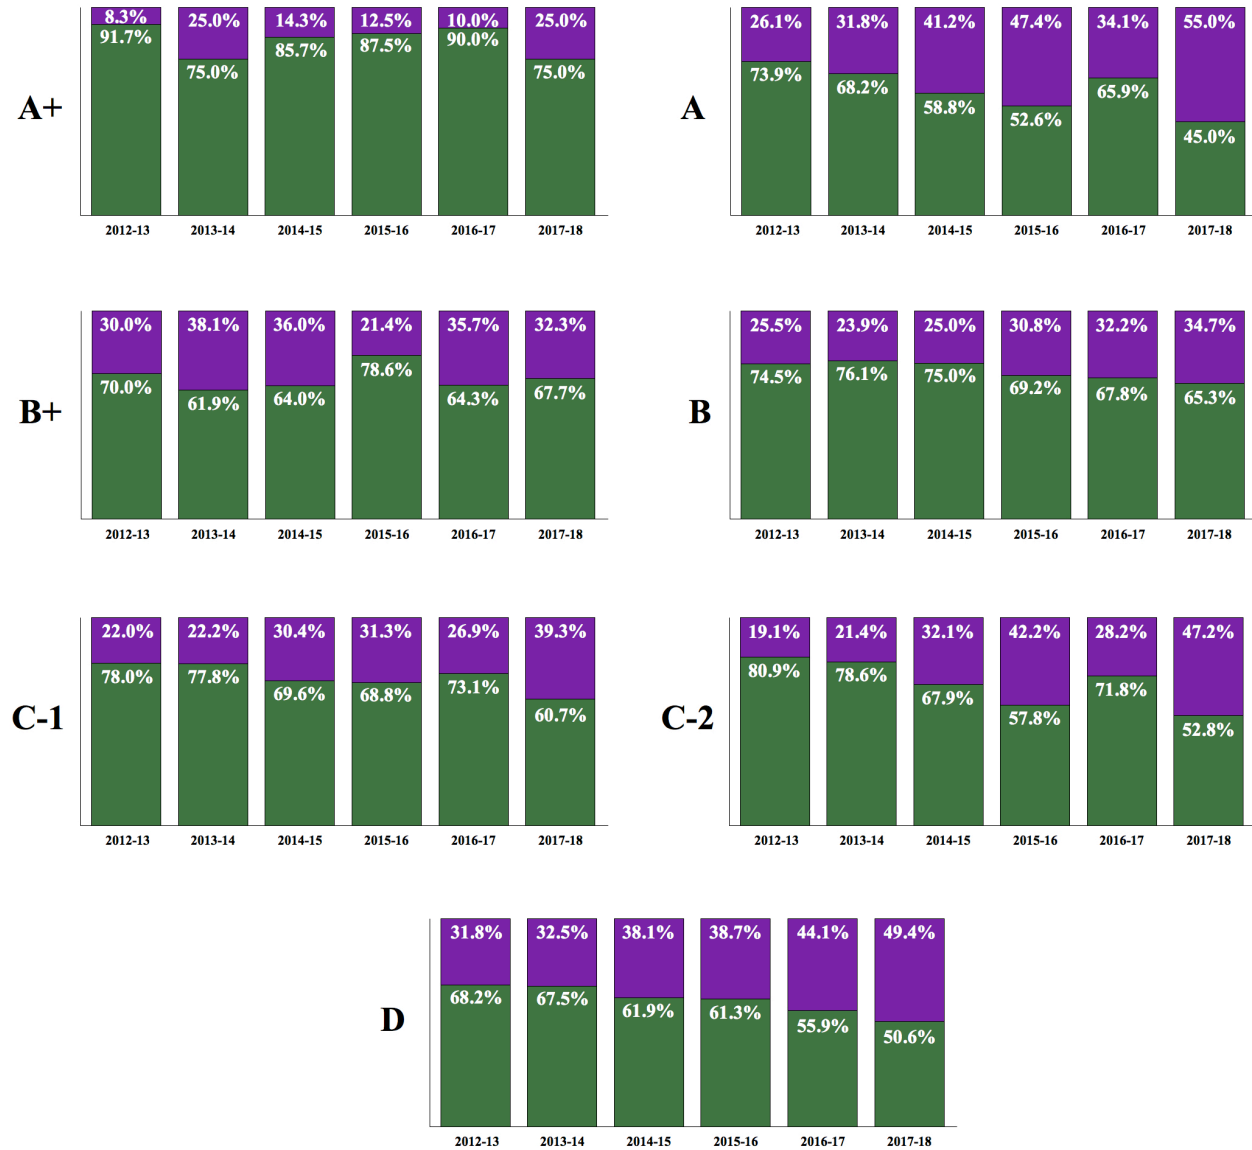 8.3% 25.0% 14.3% 12.5% 10.0% 25.0%
91.7% 75.0% 85.7% 87.5% 90.0% 75.0%
A+
2012-13 2013-14 2014-15 2015-16 2016-17 2017-18
26.1% 31.8% 41.2% 47.4% 34.1% 55.0%
73.9% 68.2% 58.8% 52.6% 65.9% 45.0%
A
2012-13 2013-14 2014-15 2015-16 2016-17 2017-18
30.0% 38.1% 36.0% 21.4% 35.7% 32.3%
70.0% 61.9% 64.0% 78.6% 64.3% 67.7%
B+
2012-13 2013-14 2014-15 2015-16 2016-17 2017-18
25.5% 23.9% 25.0% 30.8% 32.2% 34.7%
74.5% 76.1% 75.0% 69.2% 67.8% 65.3%
B
2012-13 2013-14 2014-15 2015-16 2016-17 2017-18
22.0% 22.2% 30.4% 31.3% 26.9% 39.3%
78.0% 77.8% 69.6% 68.8% 73.1% 60.7%
C-1
2012-13 2013-14 2014-15 2015-16 2016-17 2017-18
19.1% 21.4% 32.1% 42.2% 28.2% 47.2%
80.9% 78.6% 67.9% 57.8% 71.8% 52.8%
C-2
2012-13 2013-14 2014-15 2015-16 2016-17 2017-18
31.8% 32.5% 38.1% 38.7% 44.1% 49.4%
68.2% 67.5% 61.9% 61.3% 55.9% 50.6%
D
2012-13 2013-14 2014-15 2015-16 2016-17 2017-18